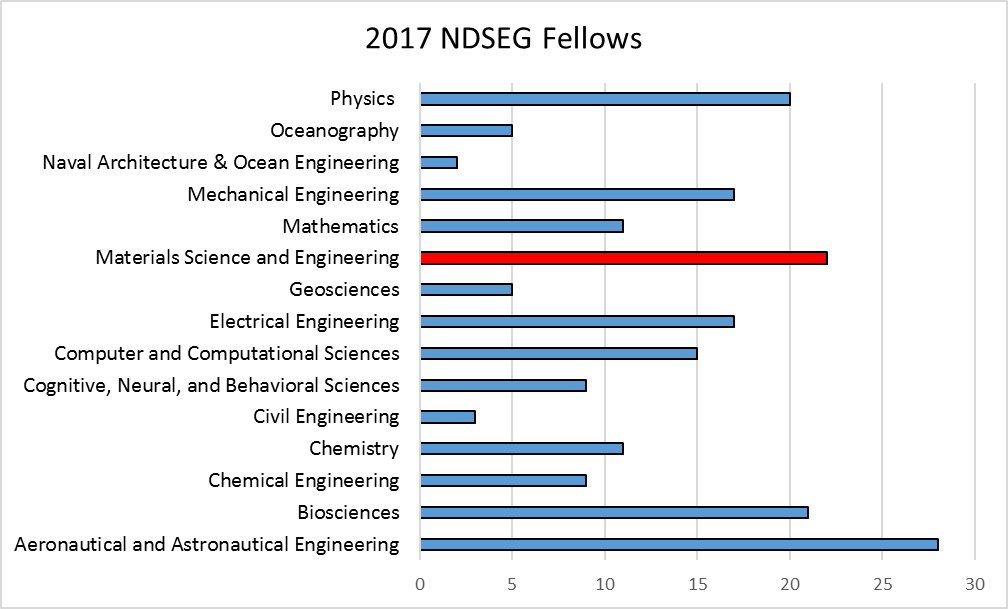 2017 NDSEG Fellows
Physics
Oceanography
Naval Architecture & Ocean Engineering
Mechanical Engineering
Mathematics
Materials Science and Engineering
Geosciences
Electrical Engineering
Computer and Computational Sciences
Cognitive, Neural, and Behavioral Sciences
Civil Engineering
Chemistry
Chemical Engineering
Biosciences
Aeronautical and Astronautical Engineering
0 5 10 15 20 25 30